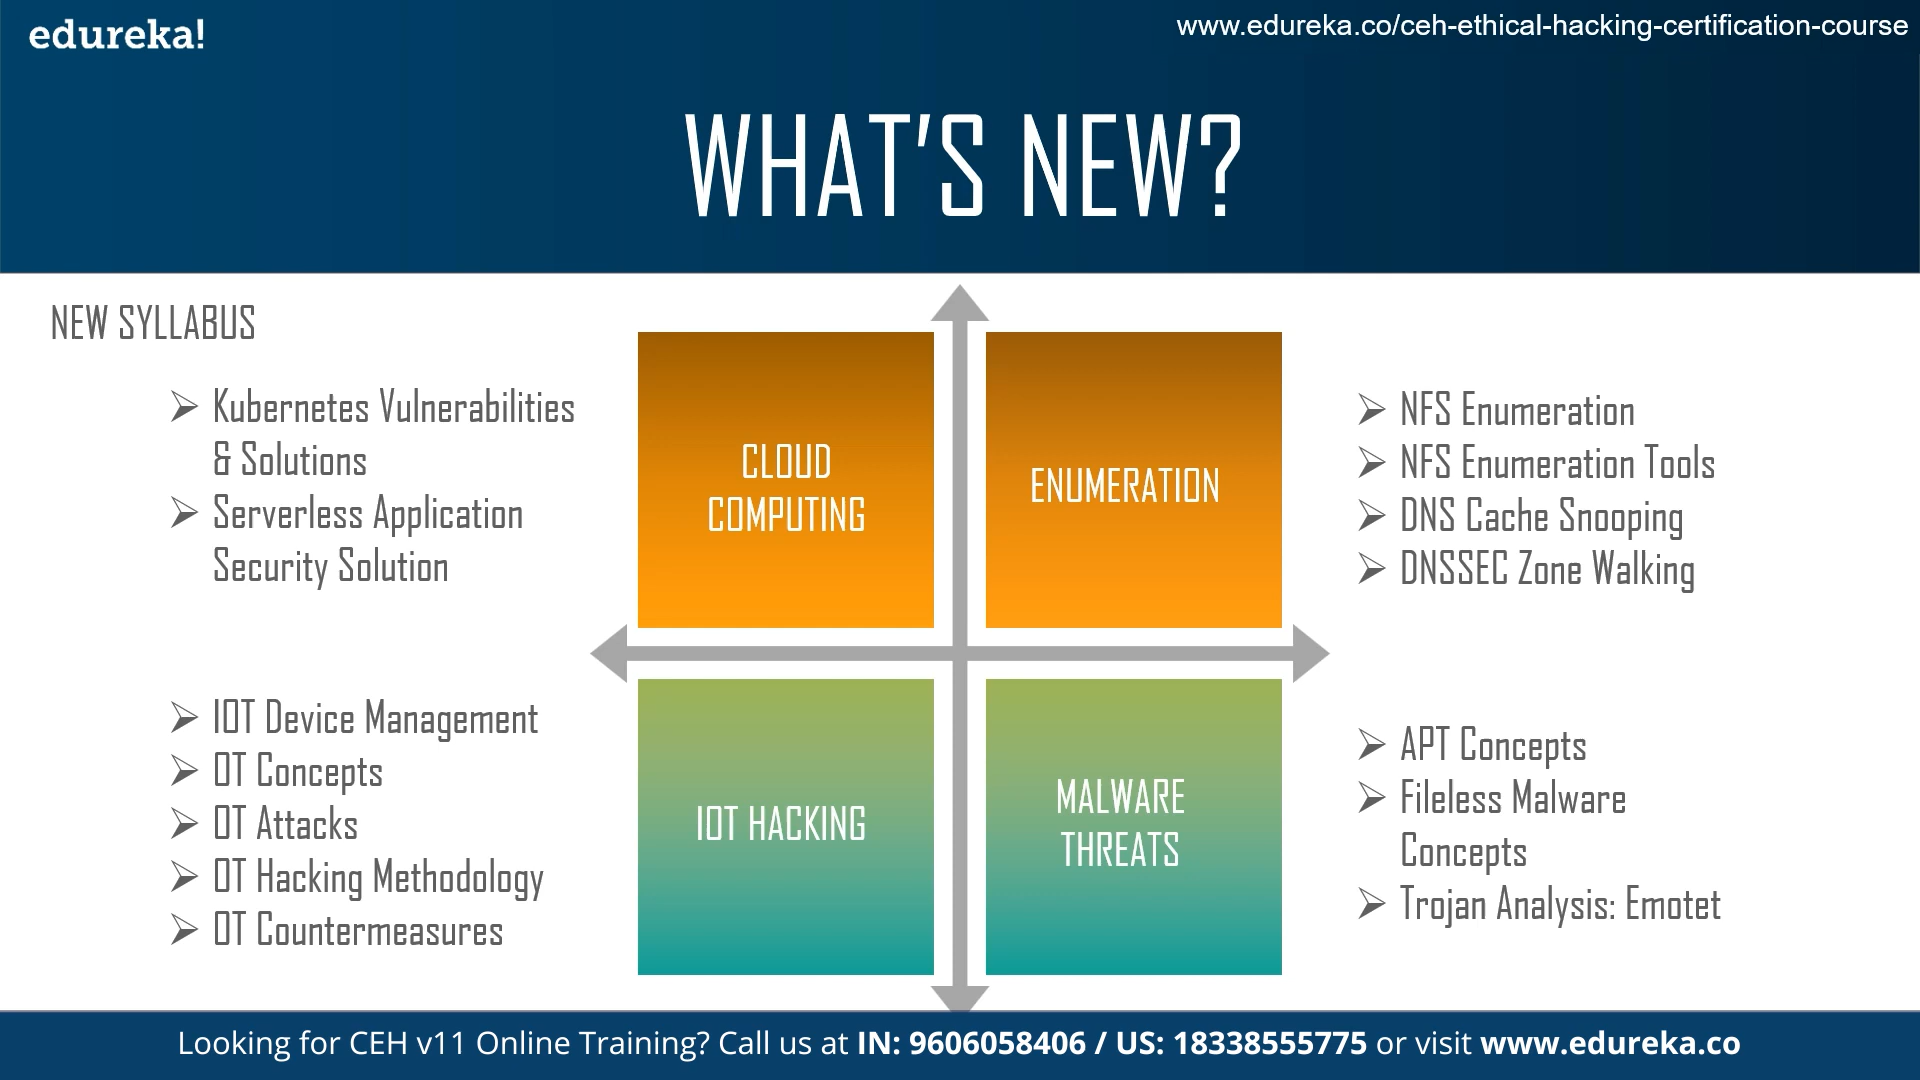 edureka!
www.edureka.co/ceh-ethical-hacking-certification-course
WHAT'S NEW?
NEW SYLLABUS
➢ Kubernetes Vulnerabilities
& Solutions
➢ Serverless Application
Security Solution
CLOUD
COMPUTING
ENUMERATION
➢ NFS Enumeration
➢ NFS Enumeration Tools
➢ DNS Cache Snooping
➢ DNSSEC Zone Walking
➢ IOT Device Management
➢ OT Concepts
➢ OT Attacks
➢ OT Hacking Methodology
➢ OT Countermeasures
IOT HACKING
MALWARE
THREATS
➢ APT Concepts
➢ Fileless Malware
Concepts
➢ Trojan Analysis: Emotet
Looking for CEH v11 Online Training? Call us at IN: 9606058406 / US: 18338555775 or visit www.edureka.co